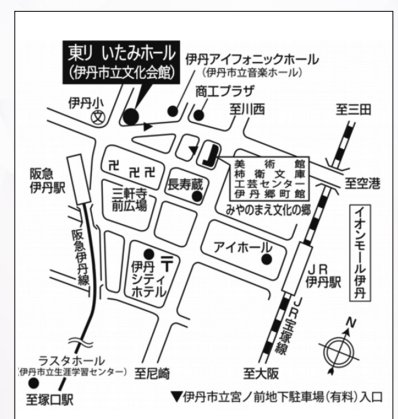 東リ いたみホール
(伊丹市立文化会館)
伊丹アイフォニックホール
(伊丹市立音楽ホール)
商工プラザ
伊丹小
文
至川西
至三田
阪急
伊丹駅
卍 卍 卍
三軒寺
前広場
長寿蔵
美術館
柿衞文庫
工芸センター
伊丹郷町館
みやのまえ文化の郷
至空港
阪急伊丹線
伊丹
シティ
ホテル
〒
アイホール
JR
伊丹駅
イオンモール伊丹
JR宝塚線
N
ラスタホール
(伊丹市立生涯学習センター)
至塚口駅
至尼崎
至大阪
▼伊丹市立宮ノ前地下駐車場(有料)入口